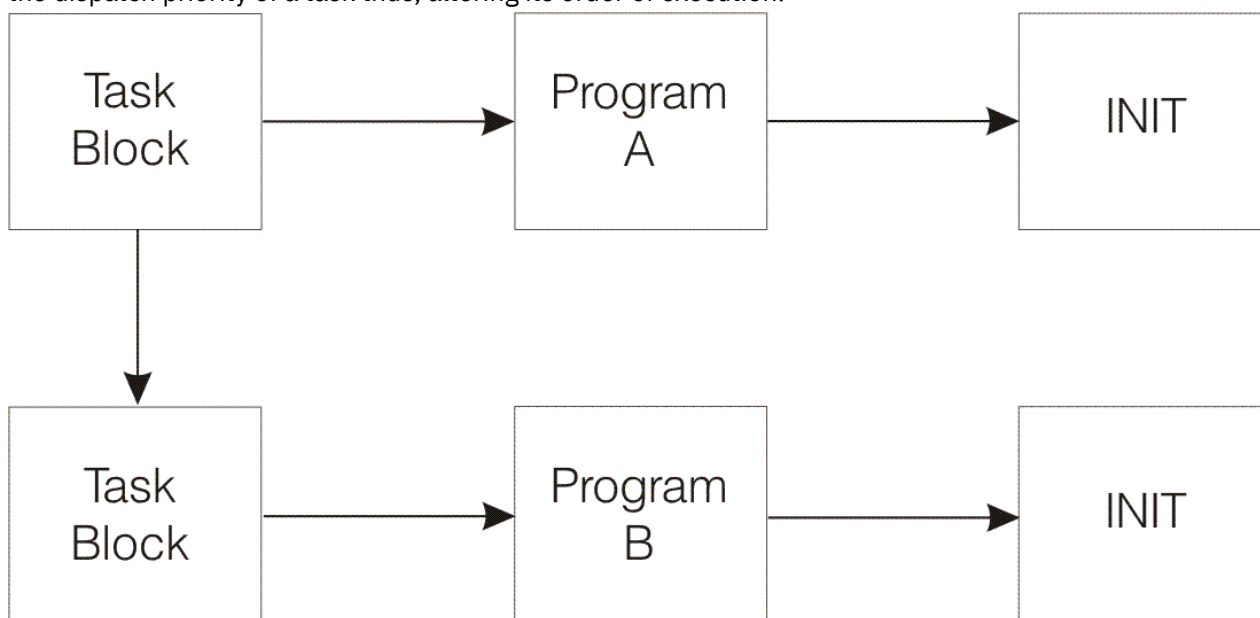 the dispatch priority of a task thus, altering its order of execution.
Task
Block
Program
A
INIT
Task
Block
Program
B
INIT